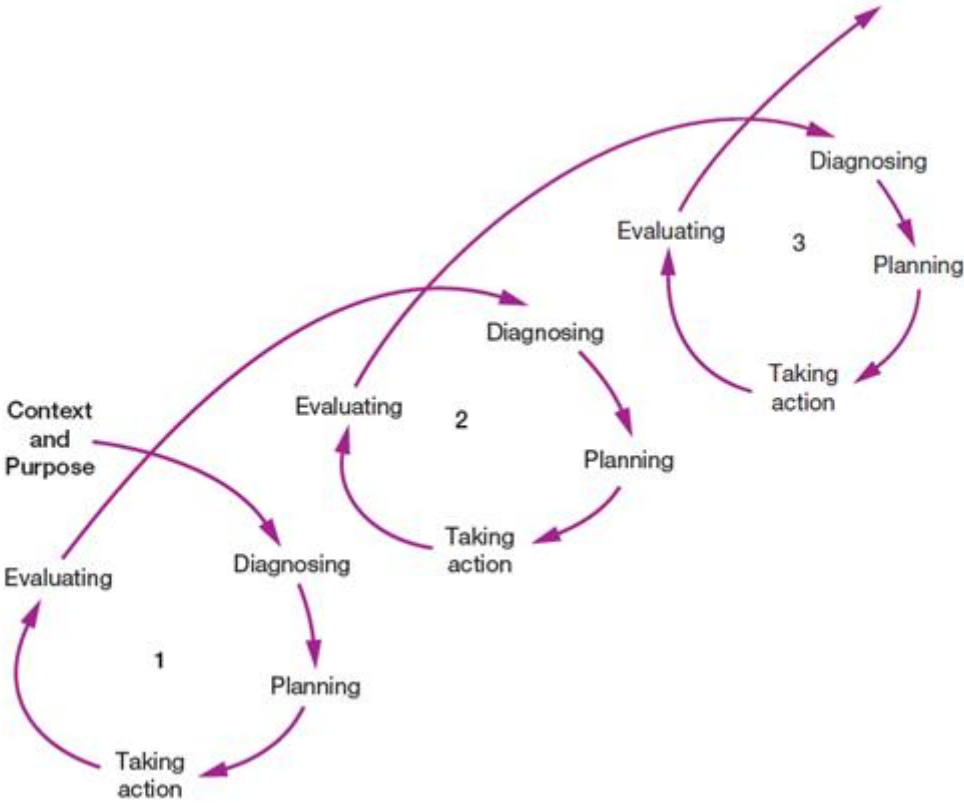 Context
and
Purpose
Diagnosing
Planning
Taking
action
Evaluating
1
Diagnosing
Planning
Taking
action
Evaluating
2
Diagnosing
Planning
Taking
action
Evaluating
3